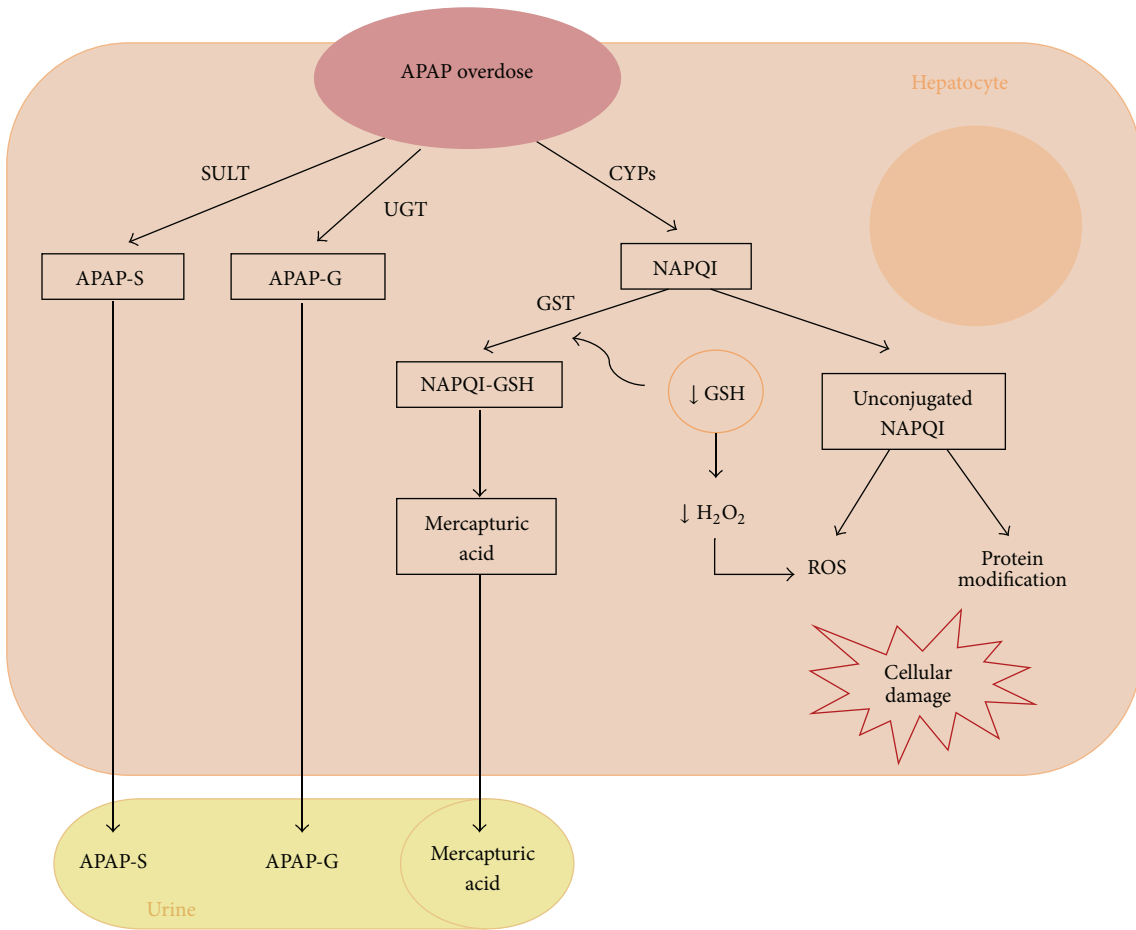 APAP overdose
Hepatocyte
SULT
UGT
CYPs
APAP-S
APAP-G
NAPQI
GST
NAPQI-GSH
↓ GSH
Unconjugated
NAPQI
Mercapturic
acid
↓ H₂O₂
ROS
Protein
modification
Cellular
damage
APAP-S
APAP-G
Mercapturic
acid
Urine